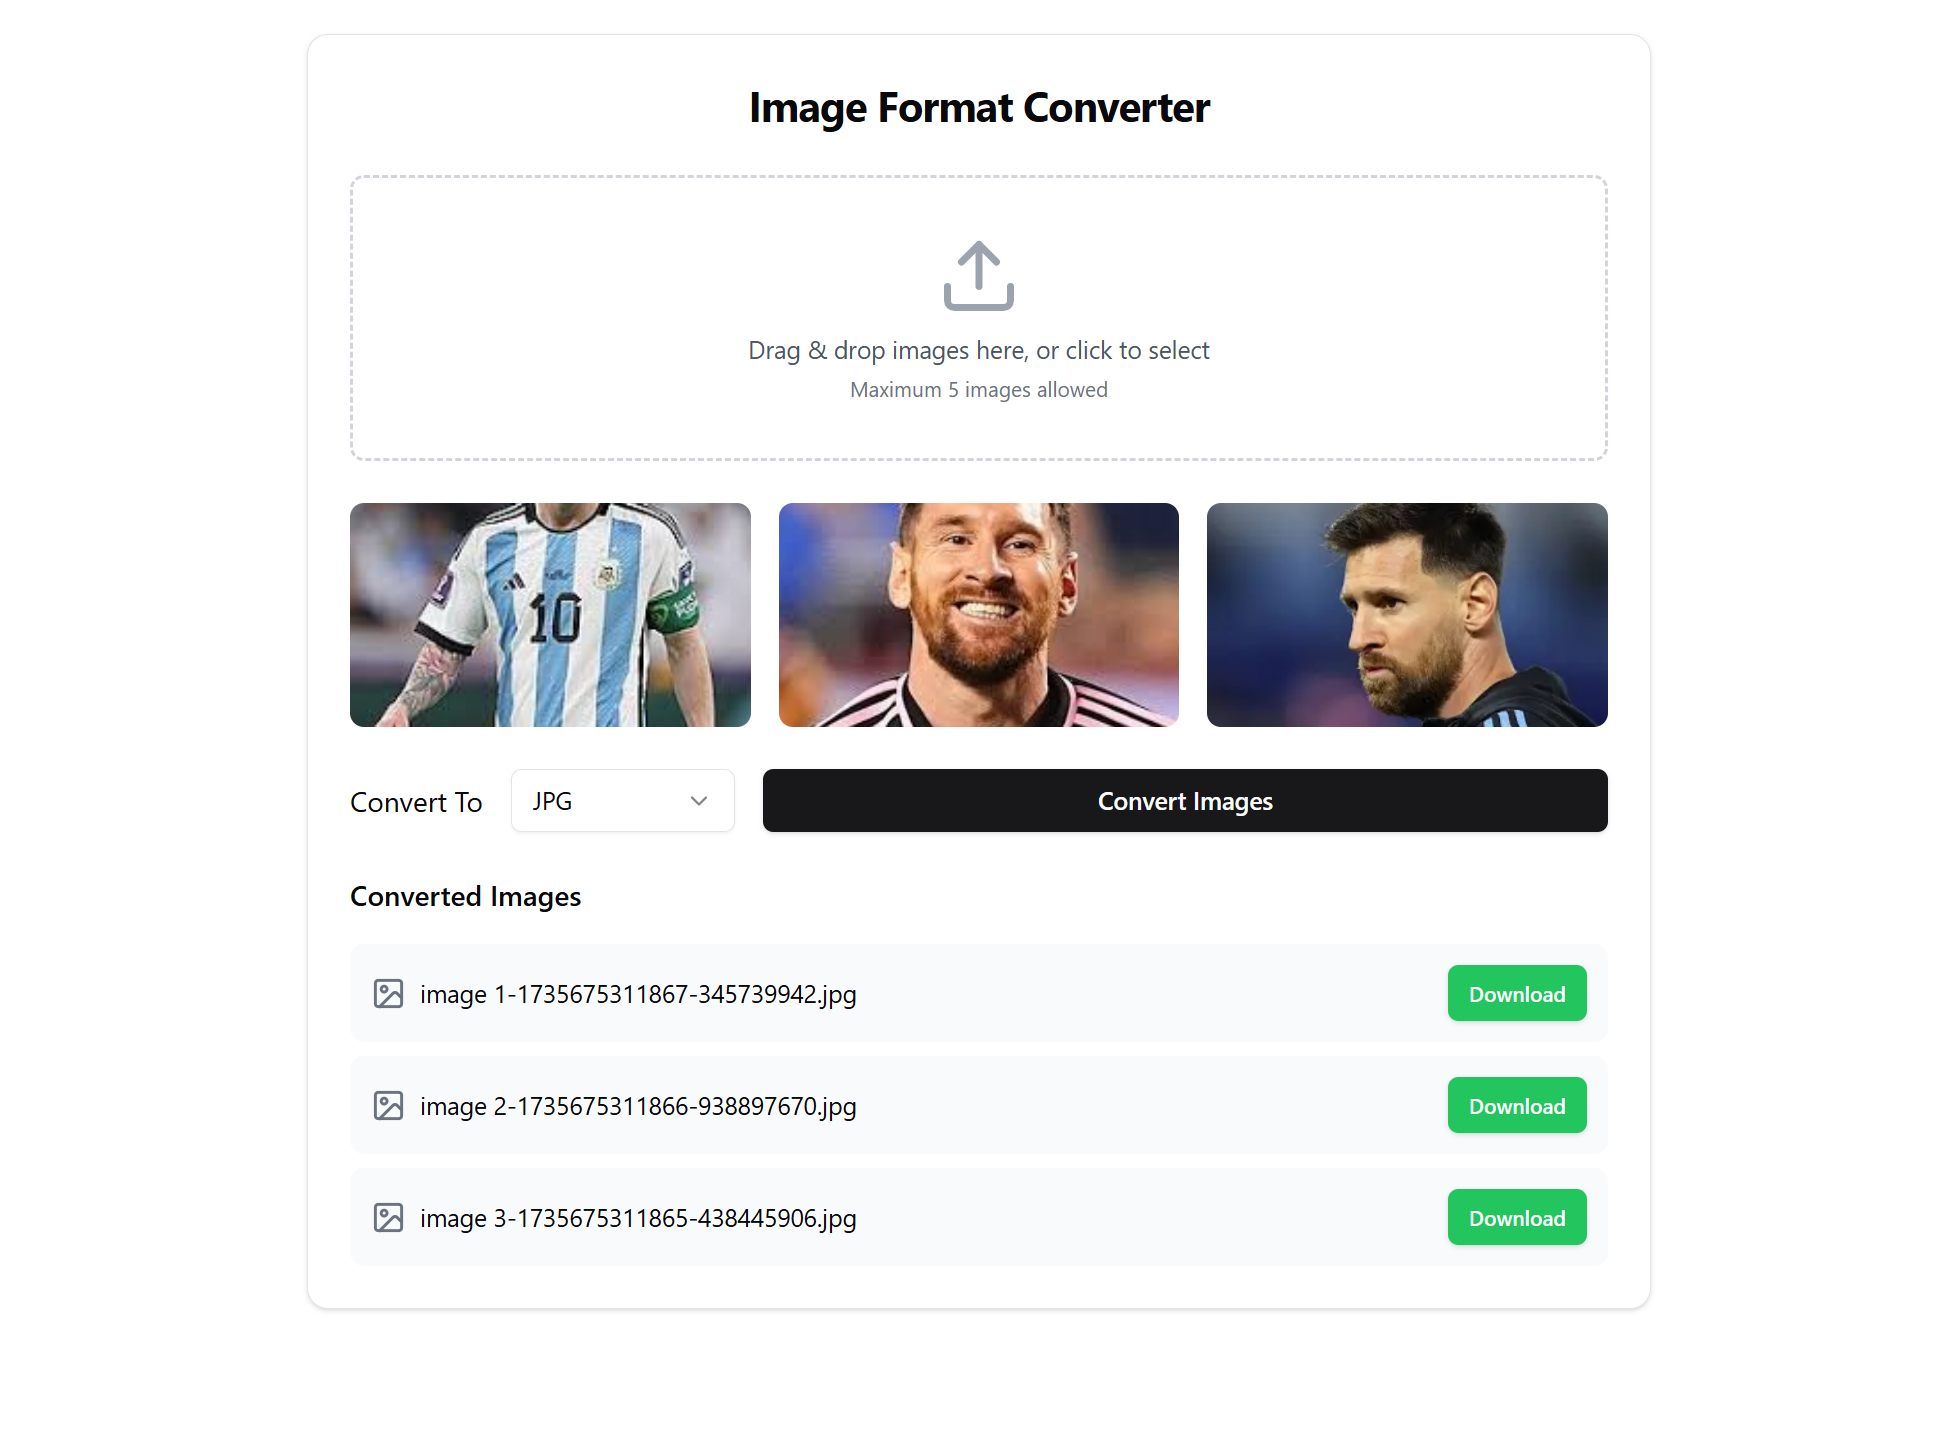 Image Format Converter
Drag & drop images here, or click to select
Maximum 5 images allowed
10
Convert To
JPG
Convert Images
Converted Images
image 1-1735675311867-345739942.jpg
Download
image 2-1735675311866-938897670.jpg
Download
image 3-1735675311865-438445906.jpg
Download